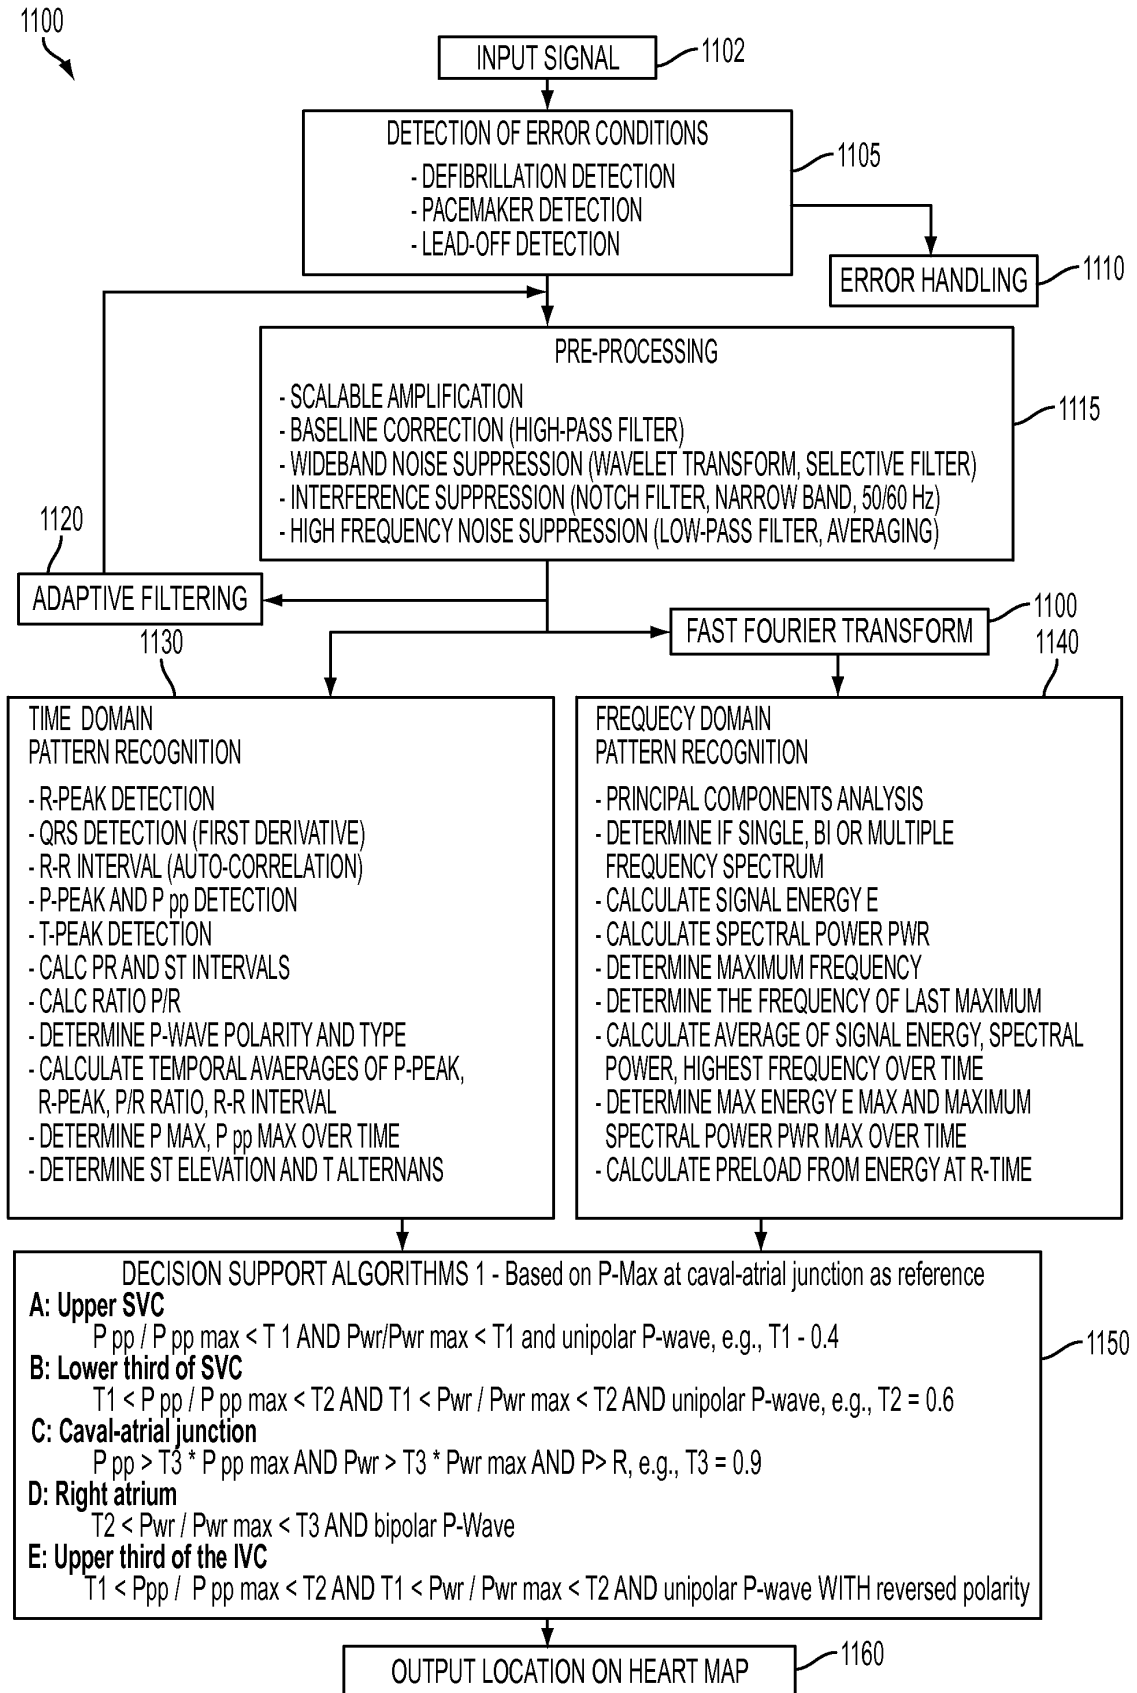 1100
INPUT SIGNAL
1102
DETECTION OF ERROR CONDITIONS
- DEFIBRILLATION DETECTION
- PACEMAKER DETECTION
- LEAD-OFF DETECTION
1105
ERROR HANDLING
1110
PRE-PROCESSING
- SCALABLE AMPLIFICATION
- BASELINE CORRECTION (HIGH-PASS FILTER)
- WIDEBAND NOISE SUPPRESSION (WAVELET TRANSFORM, SELECTIVE FILTER)
- INTERFERENCE SUPPRESSION (NOTCH FILTER, NARROW BAND, 50/60 Hz)
- HIGH FREQUENCY NOISE SUPPRESSION (LOW-PASS FILTER, AVERAGING)
1115
1120
ADAPTIVE FILTERING
FAST FOURIER TRANSFORM
1100
1130
TIME DOMAIN
PATTERN RECOGNITION
- R-PEAK DETECTION
- QRS DETECTION (FIRST DERIVATIVE)
- R-R INTERVAL (AUTO-CORRELATION)
- P-PEAK AND P pp DETECTION
- T-PEAK DETECTION
- CALC PR AND ST INTERVALS
- CALC RATIO P/R
- DETERMINE P-WAVE POLARITY AND TYPE
- CALCULATE TEMPORAL AVAERAGES OF P-PEAK,
R-PEAK, P/R RATIO, R-R INTERVAL
- DETERMINE P MAX, P pp MAX OVER TIME
- DETERMINE ST ELEVATION AND T ALTERNANS
1140
FREQUECY DOMAIN
PATTERN RECOGNITION
- PRINCIPAL COMPONENTS ANALYSIS
- DETERMINE IF SINGLE, BI OR MULTIPLE
FREQUENCY SPECTRUM
- CALCULATE SIGNAL ENERGY E
- CALCULATE SPECTRAL POWER PWR
- DETERMINE MAXIMUM FREQUENCY
- DETERMINE THE FREQUENCY OF LAST MAXIMUM
- CALCULATE AVERAGE OF SIGNAL ENERGY, SPECTRAL
POWER, HIGHEST FREQUENCY OVER TIME
- DETERMINE MAX ENERGY E MAX AND MAXIMUM
SPECTRAL POWER PWR MAX OVER TIME
- CALCULATE PRELOAD FROM ENERGY AT R-TIME
DECISION SUPPORT ALGORITHMS 1 - Based on P-Max at caval-atrial junction as reference
A: Upper SVC
P pp / P pp max < T 1 AND Pwr/Pwr max < T1 and unipolar P-wave, e.g., T1 - 0.4
B: Lower third of SVC
T1 < P pp / P pp max < T2 AND T1 < Pwr / Pwr max < T2 AND unipolar P-wave, e.g., T2 = 0.6
C: Caval-atrial junction
P pp > T3 * P pp max AND Pwr > T3 * Pwr max AND P> R, e.g., T3 = 0.9
D: Right atrium
T2 < Pwr / Pwr max < T3 AND bipolar P-Wave
E: Upper third of the IVC
T1 < Ppp / P pp max < T2 AND T1 < Pwr / Pwr max < T2 AND unipolar P-wave WITH reversed polarity
1150
OUTPUT LOCATION ON HEART MAP
1160